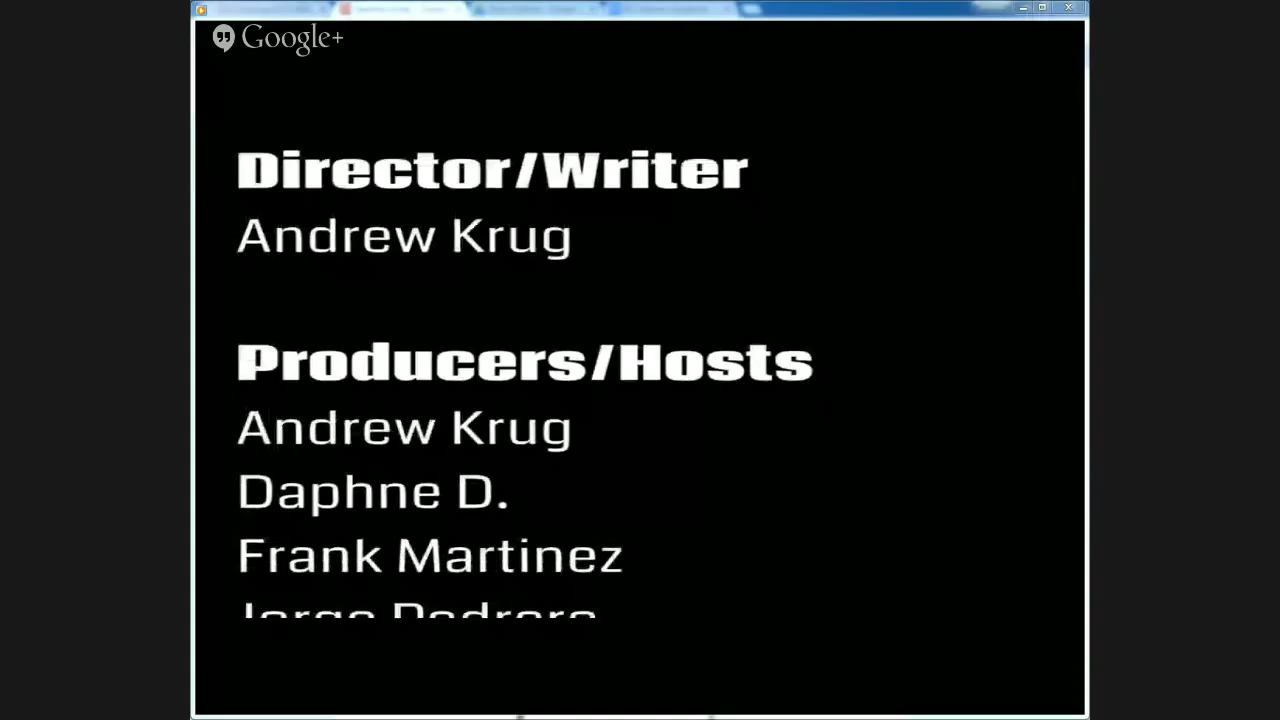 Google+
Director/Writer
Andrew Krug
Producers/Hosts
Andrew Krug
Daphne D.
Frank Martinez